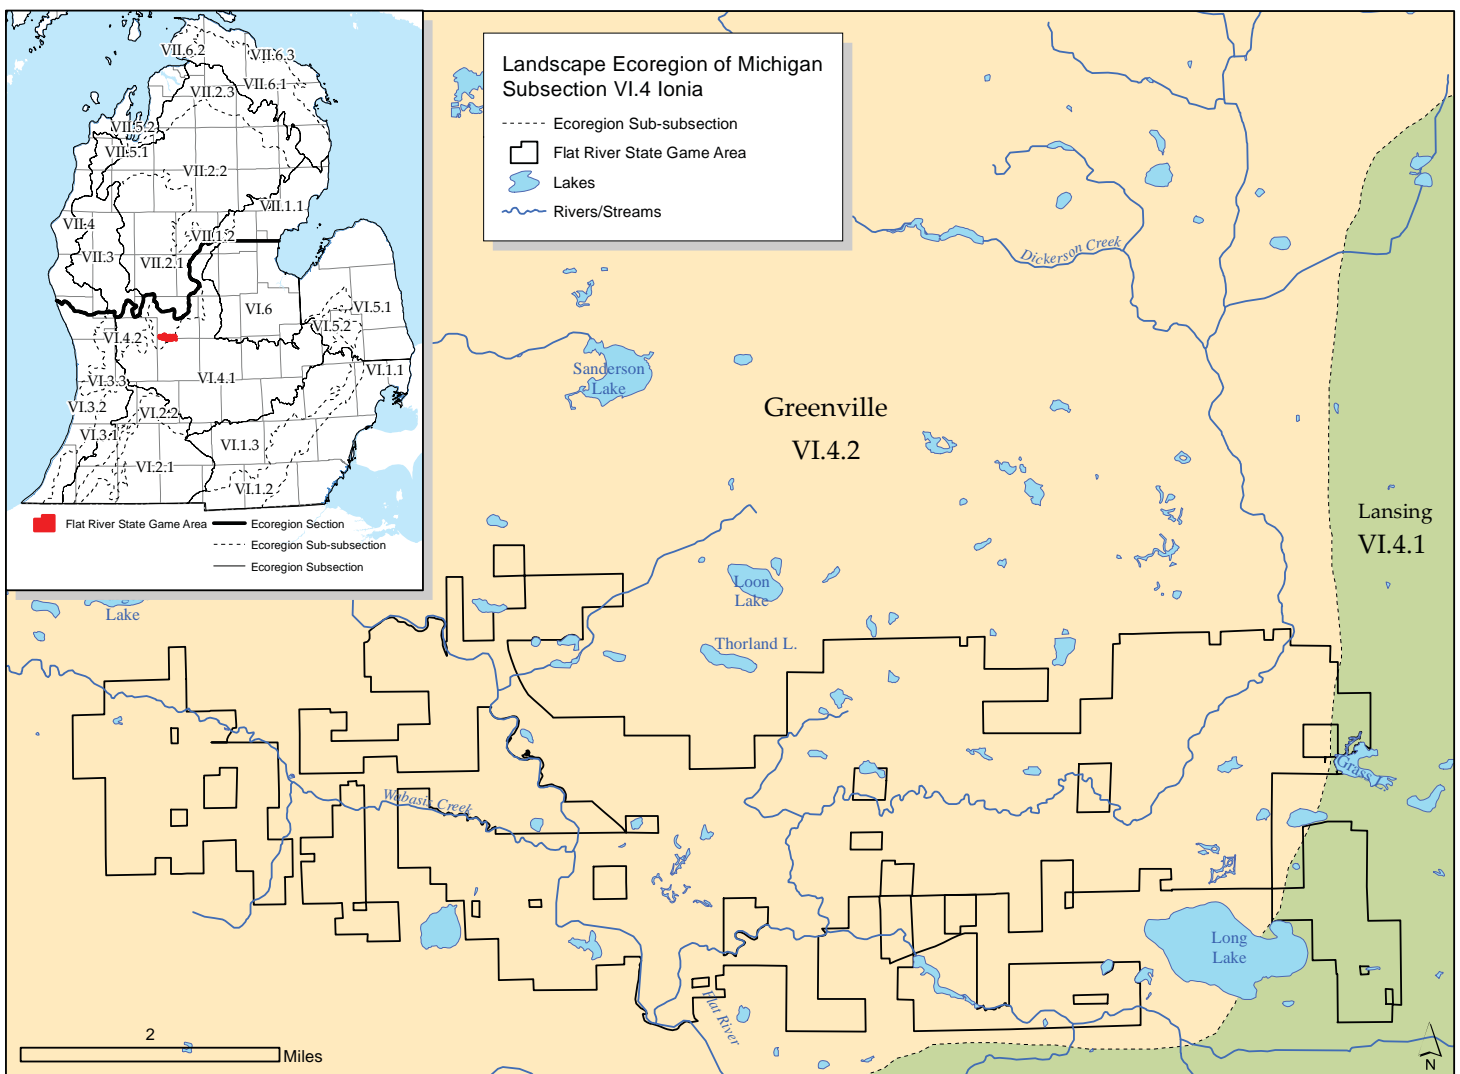 VII.6.2
VII.6.3
VII.6.1
VII.2.3
VII.5.2
VII.5.1
VII.2.2
VII.1.1
VII.4
VII.1.2
VII.3
VII.2.1
VI.6
VI.5.1
VI.5.2
VI.4.2
VI.1.1
VI.3.3
VI.4.1
VI.3.2
VI.2.2
VI.3.1
VI.1.3
VI.2.1
VI.1.2
Flat River State Game Area
Ecoregion Section
Ecoregion Sub-subsection
Ecoregion Subsection
Landscape Ecoregion of Michigan
Subsection VI.4 Ionia
Ecoregion Sub-subsection
Flat River State Game Area
Lakes
Rivers/Streams
Dickerson Creek
Sanderson
Lake
Greenville
VI.4.2
Lansing
VI.4.1
Loon
Lake
Lake
Thorland L.
Grass L.
Wabasis Creek
Long
Lake
Flat River
2
Miles
N